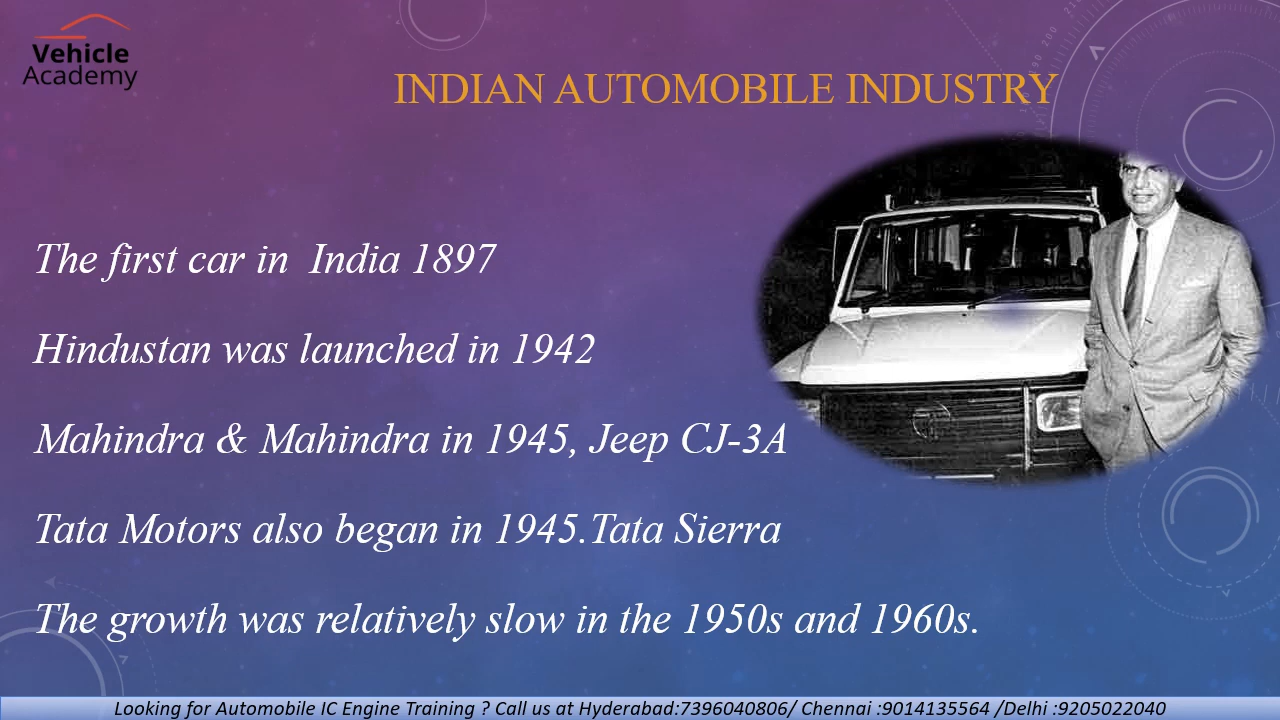 Vehicle
Academy
INDIAN AUTOMOBILE INDUSTRY
The first car in India 1897
Hindustan was launched in 1942
Mahindra & Mahindra in 1945, Jeep CJ-3A
Tata Motors also began in 1945.Tata Sierra
The growth was relatively slow in the 1950s and 1960s.
Looking for Automobile IC Engine Training ? Call us at Hyderabad:7396040806/ Chennai :9014135564 /Delhi :9205022040